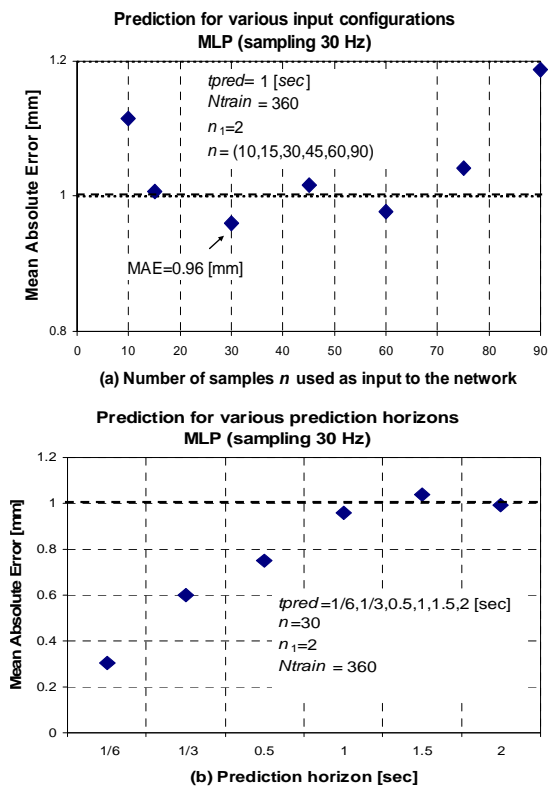 Prediction for various input configurations
MLP (sampling 30 Hz)
Mean Absolute Error [mm]
1.2
1
0.8
tpred= 1 [sec]
Ntrain = 360
n1=2
n= (10,15,30,45,60,90)
MAE=0.96 [mm]
0 10 20 30 40 50 60 70 80 90
(a) Number of samples n used as input to the network
Prediction for various prediction horizons
MLP (sampling 30 Hz)
Mean Absolute Error [mm]
1.2
1
0.8
0.6
0.4
0.2
0
tpred=1/6,1/3,0.5,1,1.5,2 [sec]
n=30
n1=2
Ntrain = 360
1/6 1/3 0.5 1 1.5 2
(b) Prediction horizon [sec]